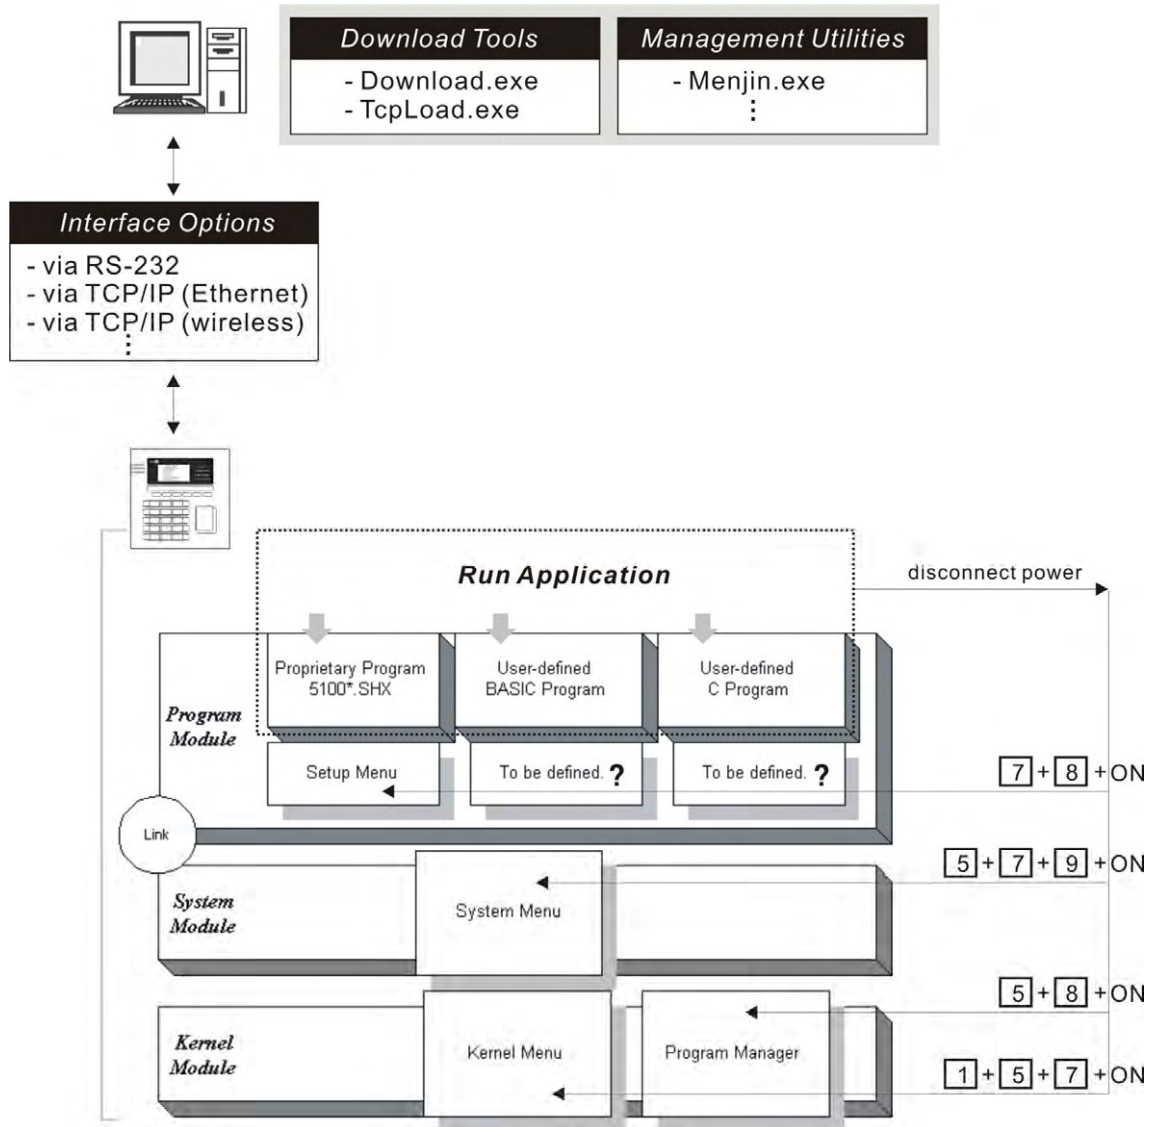 Download Tools
- Download.exe
- TcpLoad.exe
Management Utilities
- Menjin.exe
Interface Options
- via RS-232
- via TCP/IP (Ethernet)
- via TCP/IP (wireless)
Run Application
disconnect power
Proprietary Program
5100*.SHX
User-defined
BASIC Program
User-defined
C Program
Program
Module
Setup Menu
To be defined. ?
To be defined. ?
7 + 8 + ON
Link
5 + 7 + 9 + ON
System
Module
System Menu
5 + 8 + ON
Kernel
Module
Kernel Menu
Program Manager
1 + 5 + 7 + ON